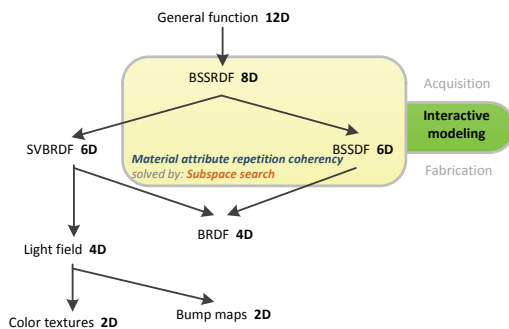 General function 12D
BSSRDF 8D
Acquisition
Interactive
modeling
Fabrication
SVBRDF 6D
BSSDF 6D
Material attribute repetition coherency
solved by: Subspace search
BRDF 4D
Light field 4D
Color textures 2D
Bump maps 2D